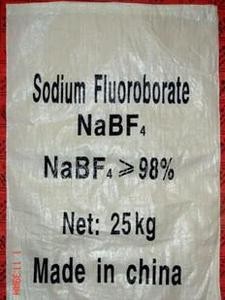 Sodium Fluoroborate
NaBF₄
NaBF₄ ≥ 98%
Net: 25kg
Made in china